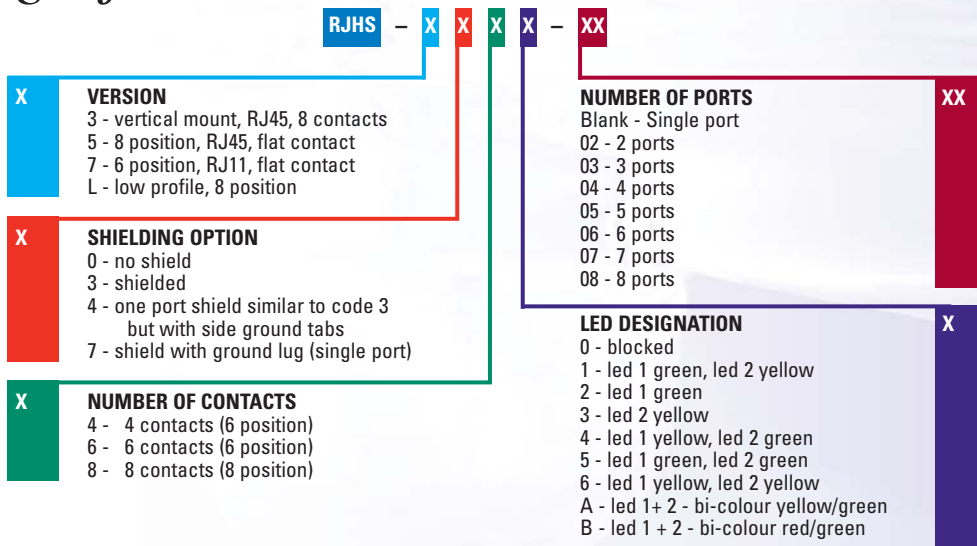 RJHS – X X X X – XX
X VERSION
3 - vertical mount, RJ45, 8 contacts
5 - 8 position, RJ45, flat contact
7 - 6 position, RJ11, flat contact
L - low profile, 8 position
X SHIELDING OPTION
0 - no shield
3 - shielded
4 - one port shield similar to code 3
but with side ground tabs
7 - shield with ground lug (single port)
X NUMBER OF CONTACTS
4 - 4 contacts (6 position)
6 - 6 contacts (6 position)
8 - 8 contacts (8 position)
NUMBER OF PORTS XX
Blank - Single port
02 - 2 ports
03 - 3 ports
04 - 4 ports
05 - 5 ports
06 - 6 ports
07 - 7 ports
08 - 8 ports
LED DESIGNATION X
0 - blocked
1 - led 1 green, led 2 yellow
2 - led 1 green
3 - led 2 yellow
4 - led 1 yellow, led 2 green
5 - led 1 green, led 2 green
6 - led 1 yellow, led 2 yellow
A - led 1+ 2 - bi-colour yellow/green
B - led 1 + 2 - bi-colour red/green